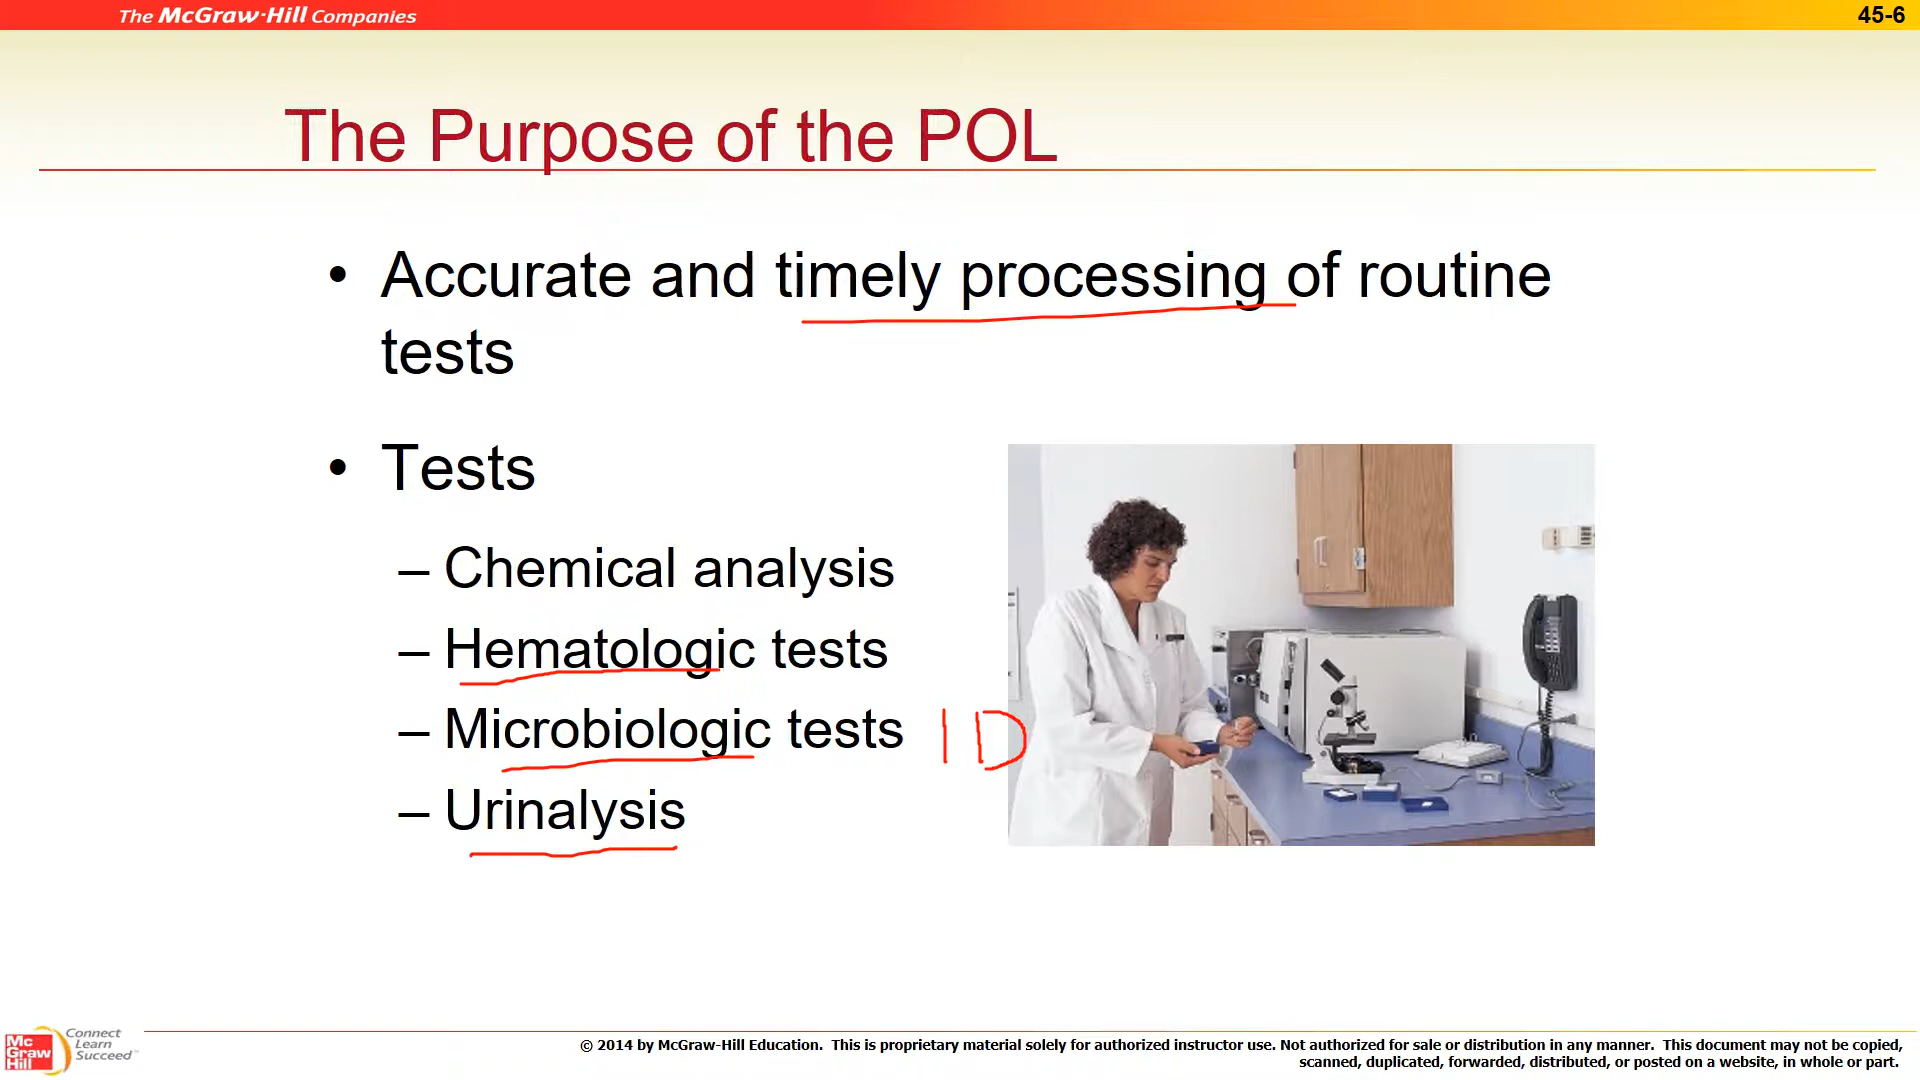 The McGraw-Hill Companies
45-6
The Purpose of the POL
• Accurate and timely processing of routine
tests
• Tests
– Chemical analysis
– Hematologic tests
– Microbiologic tests ID
– Urinalysis
Mc
Graw
Hill
Connect
Learn
Succeed™
© 2014 by McGraw-Hill Education. This is proprietary material solely for authorized instructor use. Not authorized for sale or distribution in any manner. This document may not be copied,
scanned, duplicated, forwarded, distributed, or posted on a website, in whole or part.